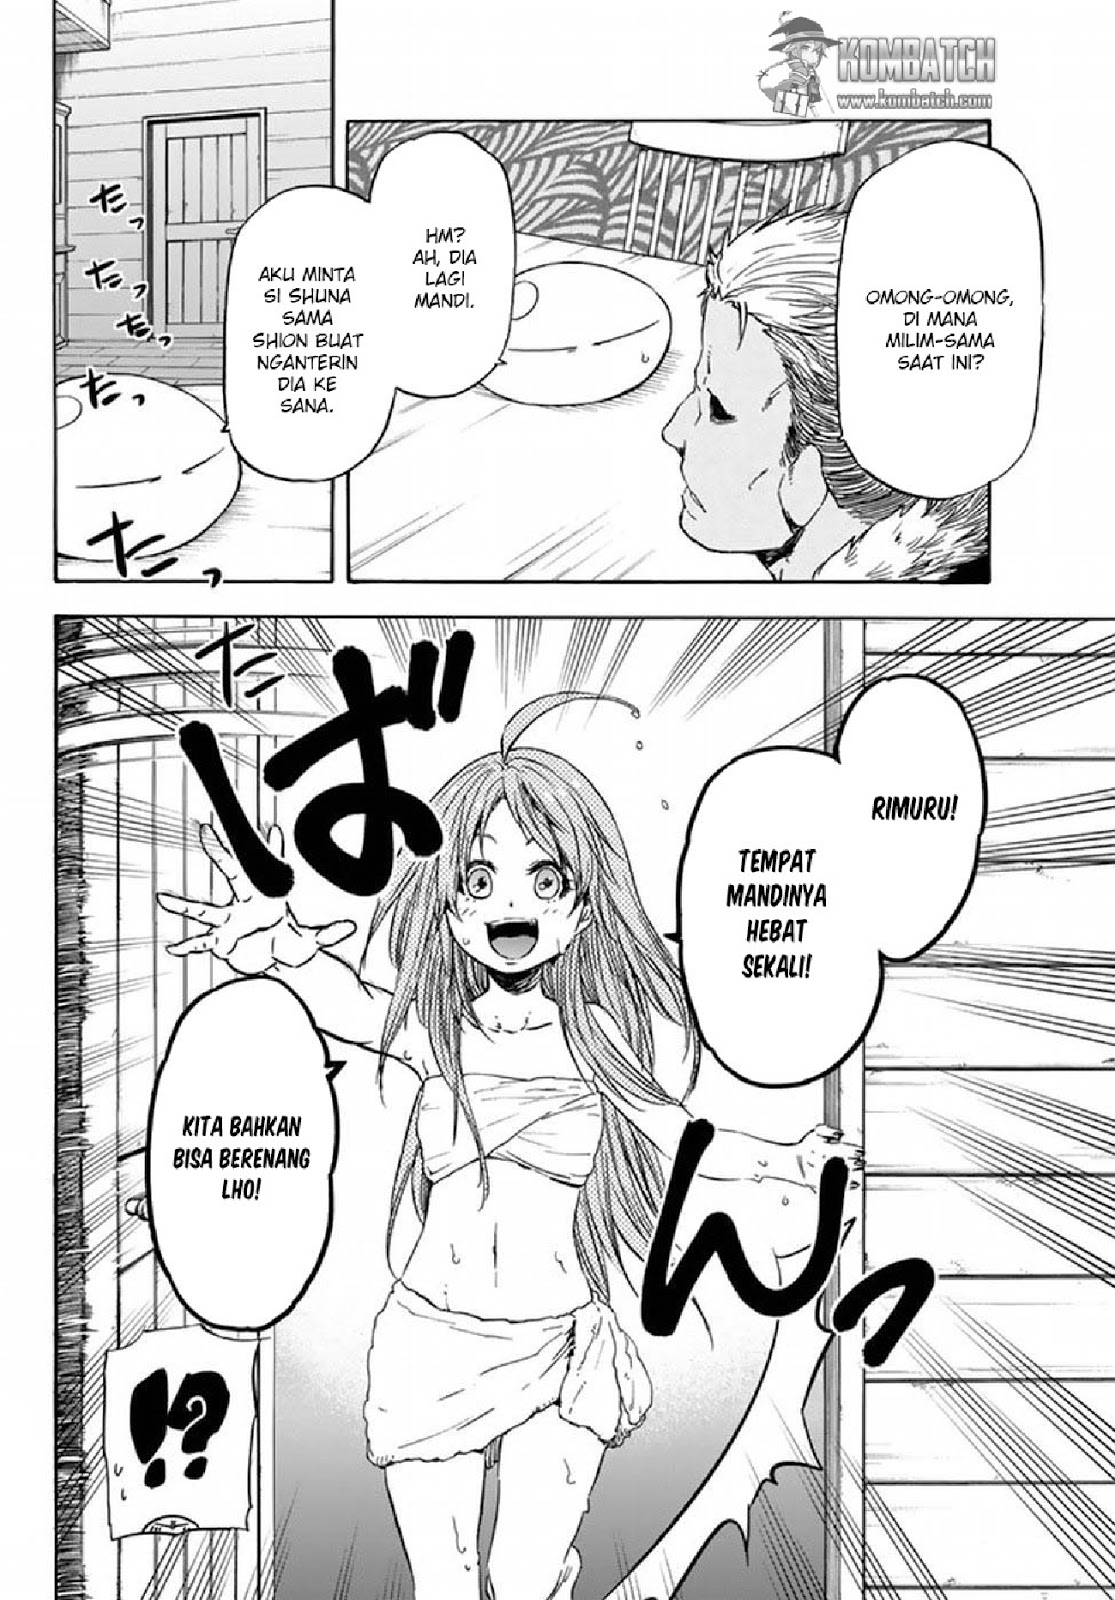 KOMBATCH
www.kombatch.com
OMONG-OMONG,
DI MANA
MILIM-SAMA
SAAT INI?
HM?
AH, DIA
LAGI
MANDI.
AKU MINTA
SI SHUNA
SAMA
SHION BUAT
NGANTERIN
DIA KE
SANA.
たっ
たっ
たっ
たっ
たっ
たたっ
ばんっ
RIMURU!
TEMPAT
MANDINYA
HEBAT
SEKALI!
KITA BAHKAN
BISA BERENANG
LHO!
!?